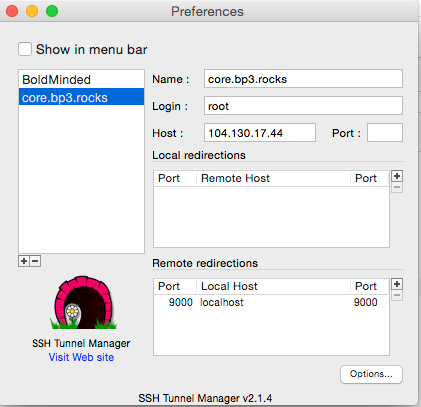 Preferences
Show in menu bar
BoldMinded
core.bp3.rocks
Name : core.bp3.rocks
Login : root
Host : 104.130.17.44 Port :
Local redirections
Port Remote Host Port
Remote redirections
Port Local Host Port
9000 localhost 9000
SSH Tunnel Manager
Visit Web site
Options...
SSH Tunnel Manager v2.1.4